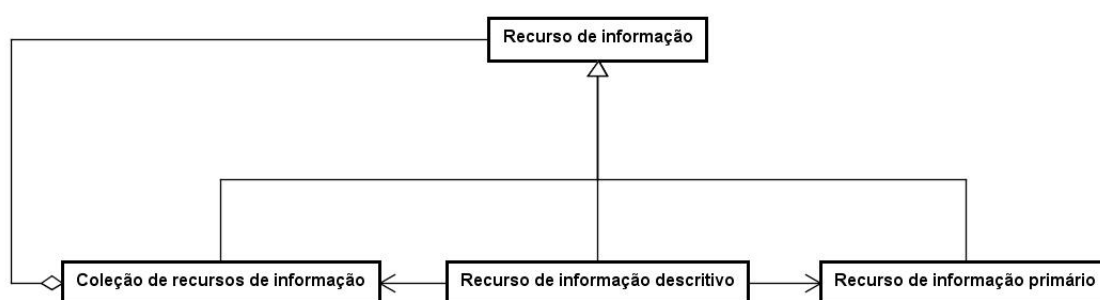 Recurso de informação
Coleção de recursos de informação
Recurso de informação descritivo
Recurso de informação primário